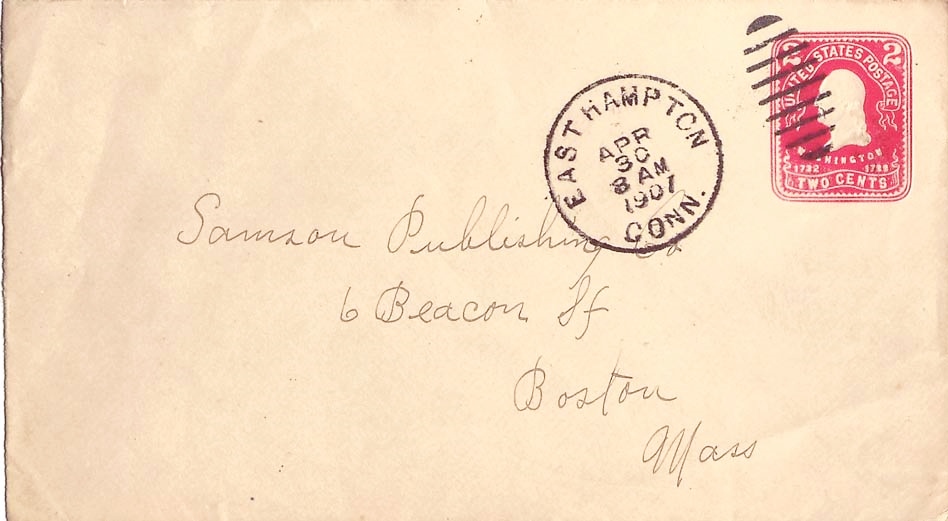 2 2
UNITED STATES POSTAGE
WASHINGTON
1732 1799
TWO CENTS
EAST HAMPTON
APR
30
8 AM
1907
CONN.
Samson Publishing Co
6 Beacon St
Boston
Mass